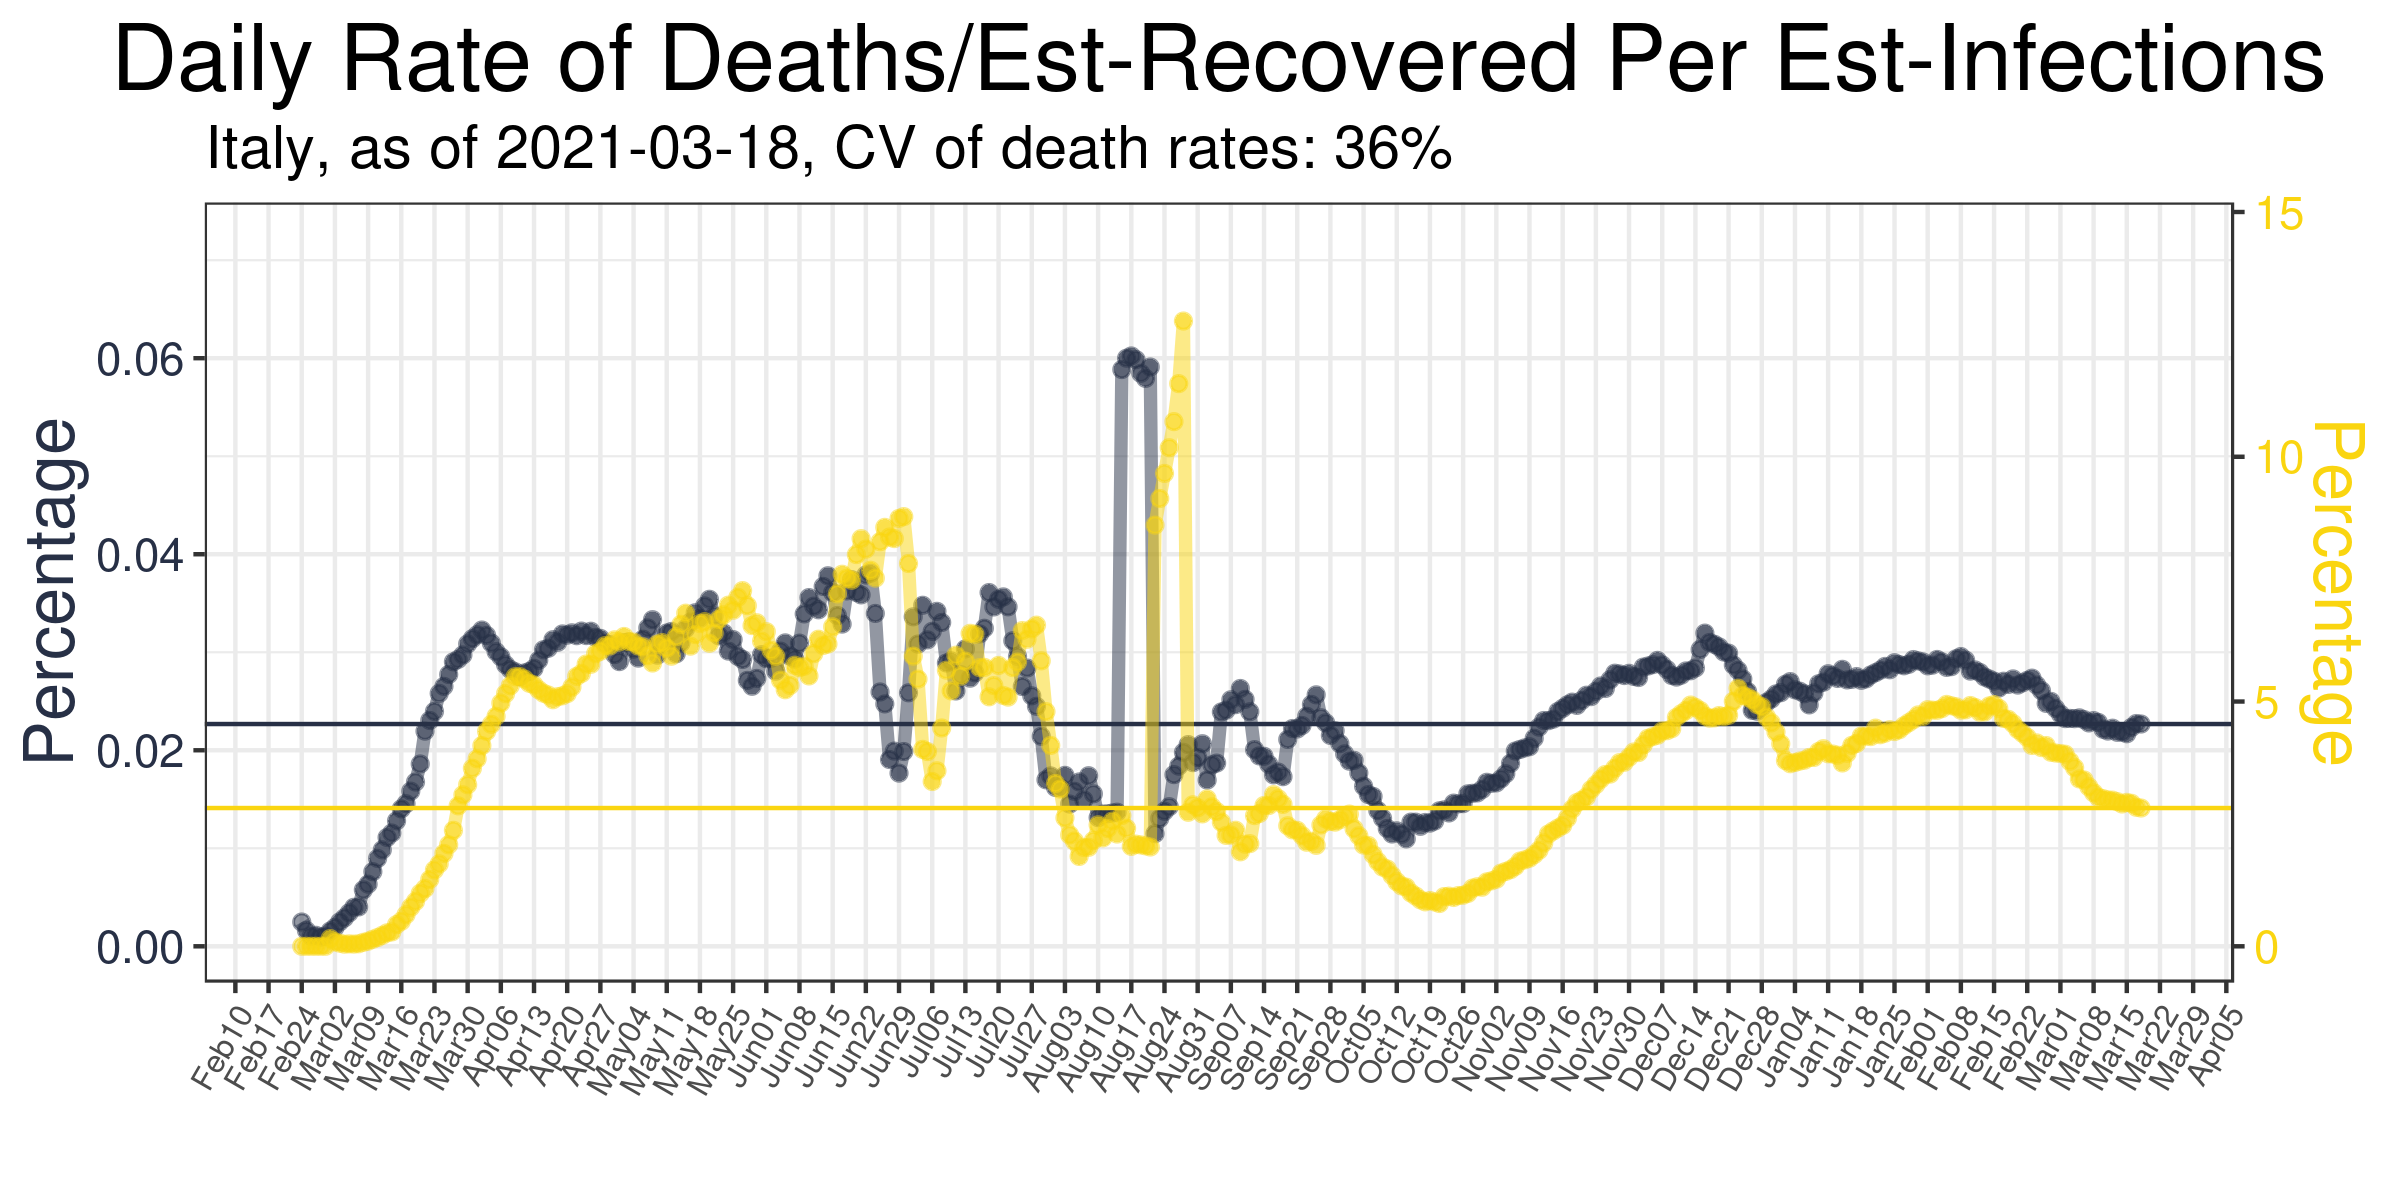 Daily Rate of Deaths/Est-Recovered Per Est-Infections
Italy, as of 2021-03-18, CV of death rates: 36%
Percentage
0.06
0.04
0.02
0.00
15
10
5
0
Percentage
Feb10
Feb17
Feb24
Mar02
Mar09
Mar16
Mar23
Mar30
Apr06
Apr13
Apr20
Apr27
May04
May11
May18
May25
Jun01
Jun08
Jun15
Jun22
Jun29
Jul06
Jul13
Jul20
Jul27
Aug03
Aug10
Aug17
Aug24
Aug31
Sep07
Sep14
Sep21
Sep28
Oct05
Oct12
Oct19
Oct26
Nov02
Nov09
Nov16
Nov23
Nov30
Dec07
Dec14
Dec21
Dec28
Jan04
Jan11
Jan18
Jan25
Feb01
Feb08
Feb15
Feb22
Mar01
Mar08
Mar15
Mar22
Mar29
Apr05